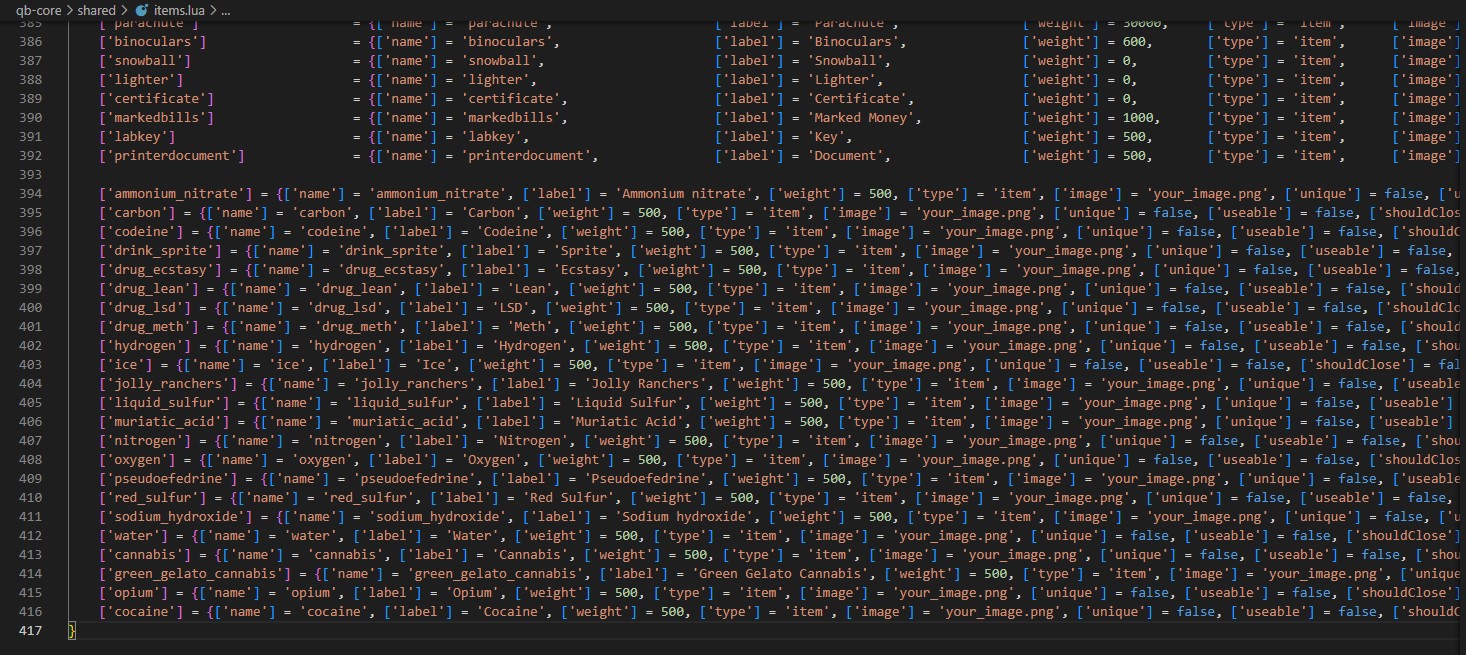 qb-core > shared > items.lua > ...
385 ['parachute'] = {['name'] = 'parachute', ['label'] = 'Parachute', ['weight'] = 30000, ['type'] = 'item', ['image']
386 ['binoculars'] = {['name'] = 'binoculars', ['label'] = 'Binoculars', ['weight'] = 600, ['type'] = 'item', ['image']
387 ['snowball'] = {['name'] = 'snowball', ['label'] = 'Snowball', ['weight'] = 0, ['type'] = 'item', ['image']
388 ['lighter'] = {['name'] = 'lighter', ['label'] = 'Lighter', ['weight'] = 0, ['type'] = 'item', ['image']
389 ['certificate'] = {['name'] = 'certificate', ['label'] = 'Certificate', ['weight'] = 0, ['type'] = 'item', ['image']
390 ['markedbills'] = {['name'] = 'markedbills', ['label'] = 'Marked Money', ['weight'] = 1000, ['type'] = 'item', ['image']
391 ['labkey'] = {['name'] = 'labkey', ['label'] = 'Key', ['weight'] = 500, ['type'] = 'item', ['image']
392 ['printerdocument'] = {['name'] = 'printerdocument', ['label'] = 'Document', ['weight'] = 500, ['type'] = 'item', ['image']
393
394 ['ammonium_nitrate'] = {['name'] = 'ammonium_nitrate', ['label'] = 'Ammonium nitrate', ['weight'] = 500, ['type'] = 'item', ['image'] = 'your_image.png', ['unique'] = false, ['u
395 ['carbon'] = {['name'] = 'carbon', ['label'] = 'Carbon', ['weight'] = 500, ['type'] = 'item', ['image'] = 'your_image.png', ['unique'] = false, ['useable'] = false, ['shouldClos
396 ['codeine'] = {['name'] = 'codeine', ['label'] = 'Codeine', ['weight'] = 500, ['type'] = 'item', ['image'] = 'your_image.png', ['unique'] = false, ['useable'] = false, ['shouldC
397 ['drink_sprite'] = {['name'] = 'drink_sprite', ['label'] = 'Sprite', ['weight'] = 500, ['type'] = 'item', ['image'] = 'your_image.png', ['unique'] = false, ['useable'] = false,
398 ['drug_ecstasy'] = {['name'] = 'drug_ecstasy', ['label'] = 'Ecstasy', ['weight'] = 500, ['type'] = 'item', ['image'] = 'your_image.png', ['unique'] = false, ['useable'] = false,
399 ['drug_lean'] = {['name'] = 'drug_lean', ['label'] = 'Lean', ['weight'] = 500, ['type'] = 'item', ['image'] = 'your_image.png', ['unique'] = false, ['useable'] = false, ['should
400 ['drug_lsd'] = {['name'] = 'drug_lsd', ['label'] = 'LSD', ['weight'] = 500, ['type'] = 'item', ['image'] = 'your_image.png', ['unique'] = false, ['useable'] = false, ['shouldCl
401 ['drug_meth'] = {['name'] = 'drug_meth', ['label'] = 'Meth', ['weight'] = 500, ['type'] = 'item', ['image'] = 'your_image.png', ['unique'] = false, ['useable'] = false, ['should
402 ['hydrogen'] = {['name'] = 'hydrogen', ['label'] = 'Hydrogen', ['weight'] = 500, ['type'] = 'item', ['image'] = 'your_image.png', ['unique'] = false, ['useable'] = false, ['shou
403 ['ice'] = {['name'] = 'ice', ['label'] = 'Ice', ['weight'] = 500, ['type'] = 'item', ['image'] = 'your_image.png', ['unique'] = false, ['useable'] = false, ['shouldClose'] = fal
404 ['jolly_ranchers'] = {['name'] = 'jolly_ranchers', ['label'] = 'Jolly Ranchers', ['weight'] = 500, ['type'] = 'item', ['image'] = 'your_image.png', ['unique'] = false, ['useable
405 ['liquid_sulfur'] = {['name'] = 'liquid_sulfur', ['label'] = 'Liquid Sulfur', ['weight'] = 500, ['type'] = 'item', ['image'] = 'your_image.png', ['unique'] = false, ['useable']
406 ['muriatic_acid'] = {['name'] = 'muriatic_acid', ['label'] = 'Muriatic Acid', ['weight'] = 500, ['type'] = 'item', ['image'] = 'your_image.png', ['unique'] = false, ['useable']
407 ['nitrogen'] = {['name'] = 'nitrogen', ['label'] = 'Nitrogen', ['weight'] = 500, ['type'] = 'item', ['image'] = 'your_image.png', ['unique'] = false, ['useable'] = false, ['shou
408 ['oxygen'] = {['name'] = 'oxygen', ['label'] = 'Oxygen', ['weight'] = 500, ['type'] = 'item', ['image'] = 'your_image.png', ['unique'] = false, ['useable'] = false, ['shouldClos
409 ['pseudoefedrine'] = {['name'] = 'pseudoefedrine', ['label'] = 'Pseudoefedrine', ['weight'] = 500, ['type'] = 'item', ['image'] = 'your_image.png', ['unique'] = false, ['useable
410 ['red_sulfur'] = {['name'] = 'red_sulfur', ['label'] = 'Red Sulfur', ['weight'] = 500, ['type'] = 'item', ['image'] = 'your_image.png', ['unique'] = false, ['useable'] = false,
411 ['sodium_hydroxide'] = {['name'] = 'sodium_hydroxide', ['label'] = 'Sodium hydroxide', ['weight'] = 500, ['type'] = 'item', ['image'] = 'your_image.png', ['unique'] = false, ['u
412 ['water'] = {['name'] = 'water', ['label'] = 'Water', ['weight'] = 500, ['type'] = 'item', ['image'] = 'your_image.png', ['unique'] = false, ['useable'] = false, ['shouldClose']
413 ['cannabis'] = {['name'] = 'cannabis', ['label'] = 'Cannabis', ['weight'] = 500, ['type'] = 'item', ['image'] = 'your_image.png', ['unique'] = false, ['useable'] = false, ['shou
414 ['green_gelato_cannabis'] = {['name'] = 'green_gelato_cannabis', ['label'] = 'Green Gelato Cannabis', ['weight'] = 500, ['type'] = 'item', ['image'] = 'your_image.png', ['unique
415 ['opium'] = {['name'] = 'opium', ['label'] = 'Opium', ['weight'] = 500, ['type'] = 'item', ['image'] = 'your_image.png', ['unique'] = false, ['useable'] = false, ['shouldClose']
416 ['cocaine'] = {['name'] = 'cocaine', ['label'] = 'Cocaine', ['weight'] = 500, ['type'] = 'item', ['image'] = 'your_image.png', ['unique'] = false, ['useable'] = false, ['shouldC
417 }